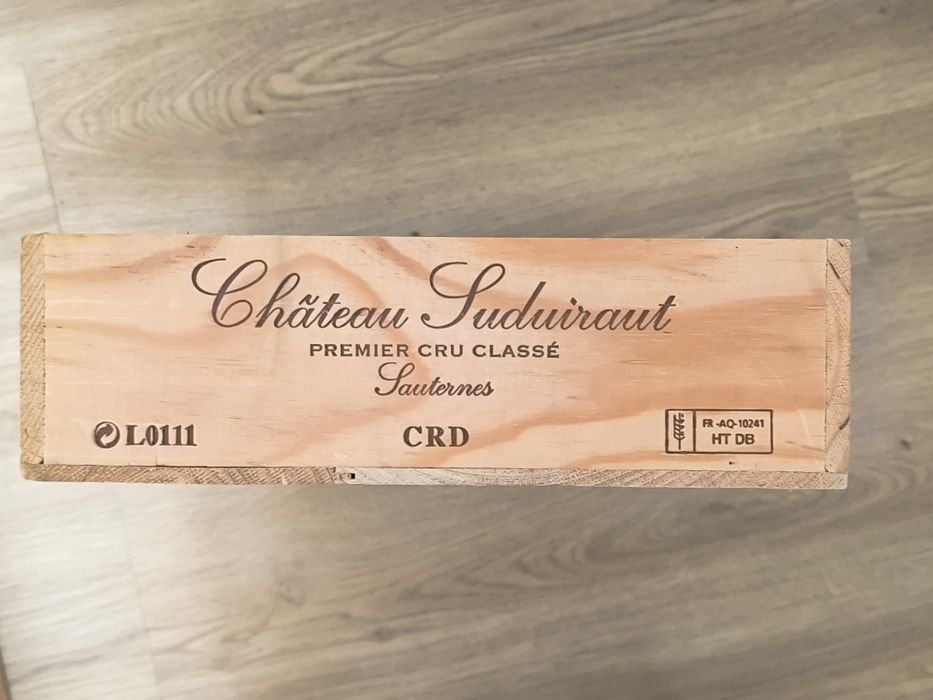 Château Suduiraut
PREMIER CRU CLASSÉ
Sauternes
L0111
CRD
FR -AQ-10241
HT DB